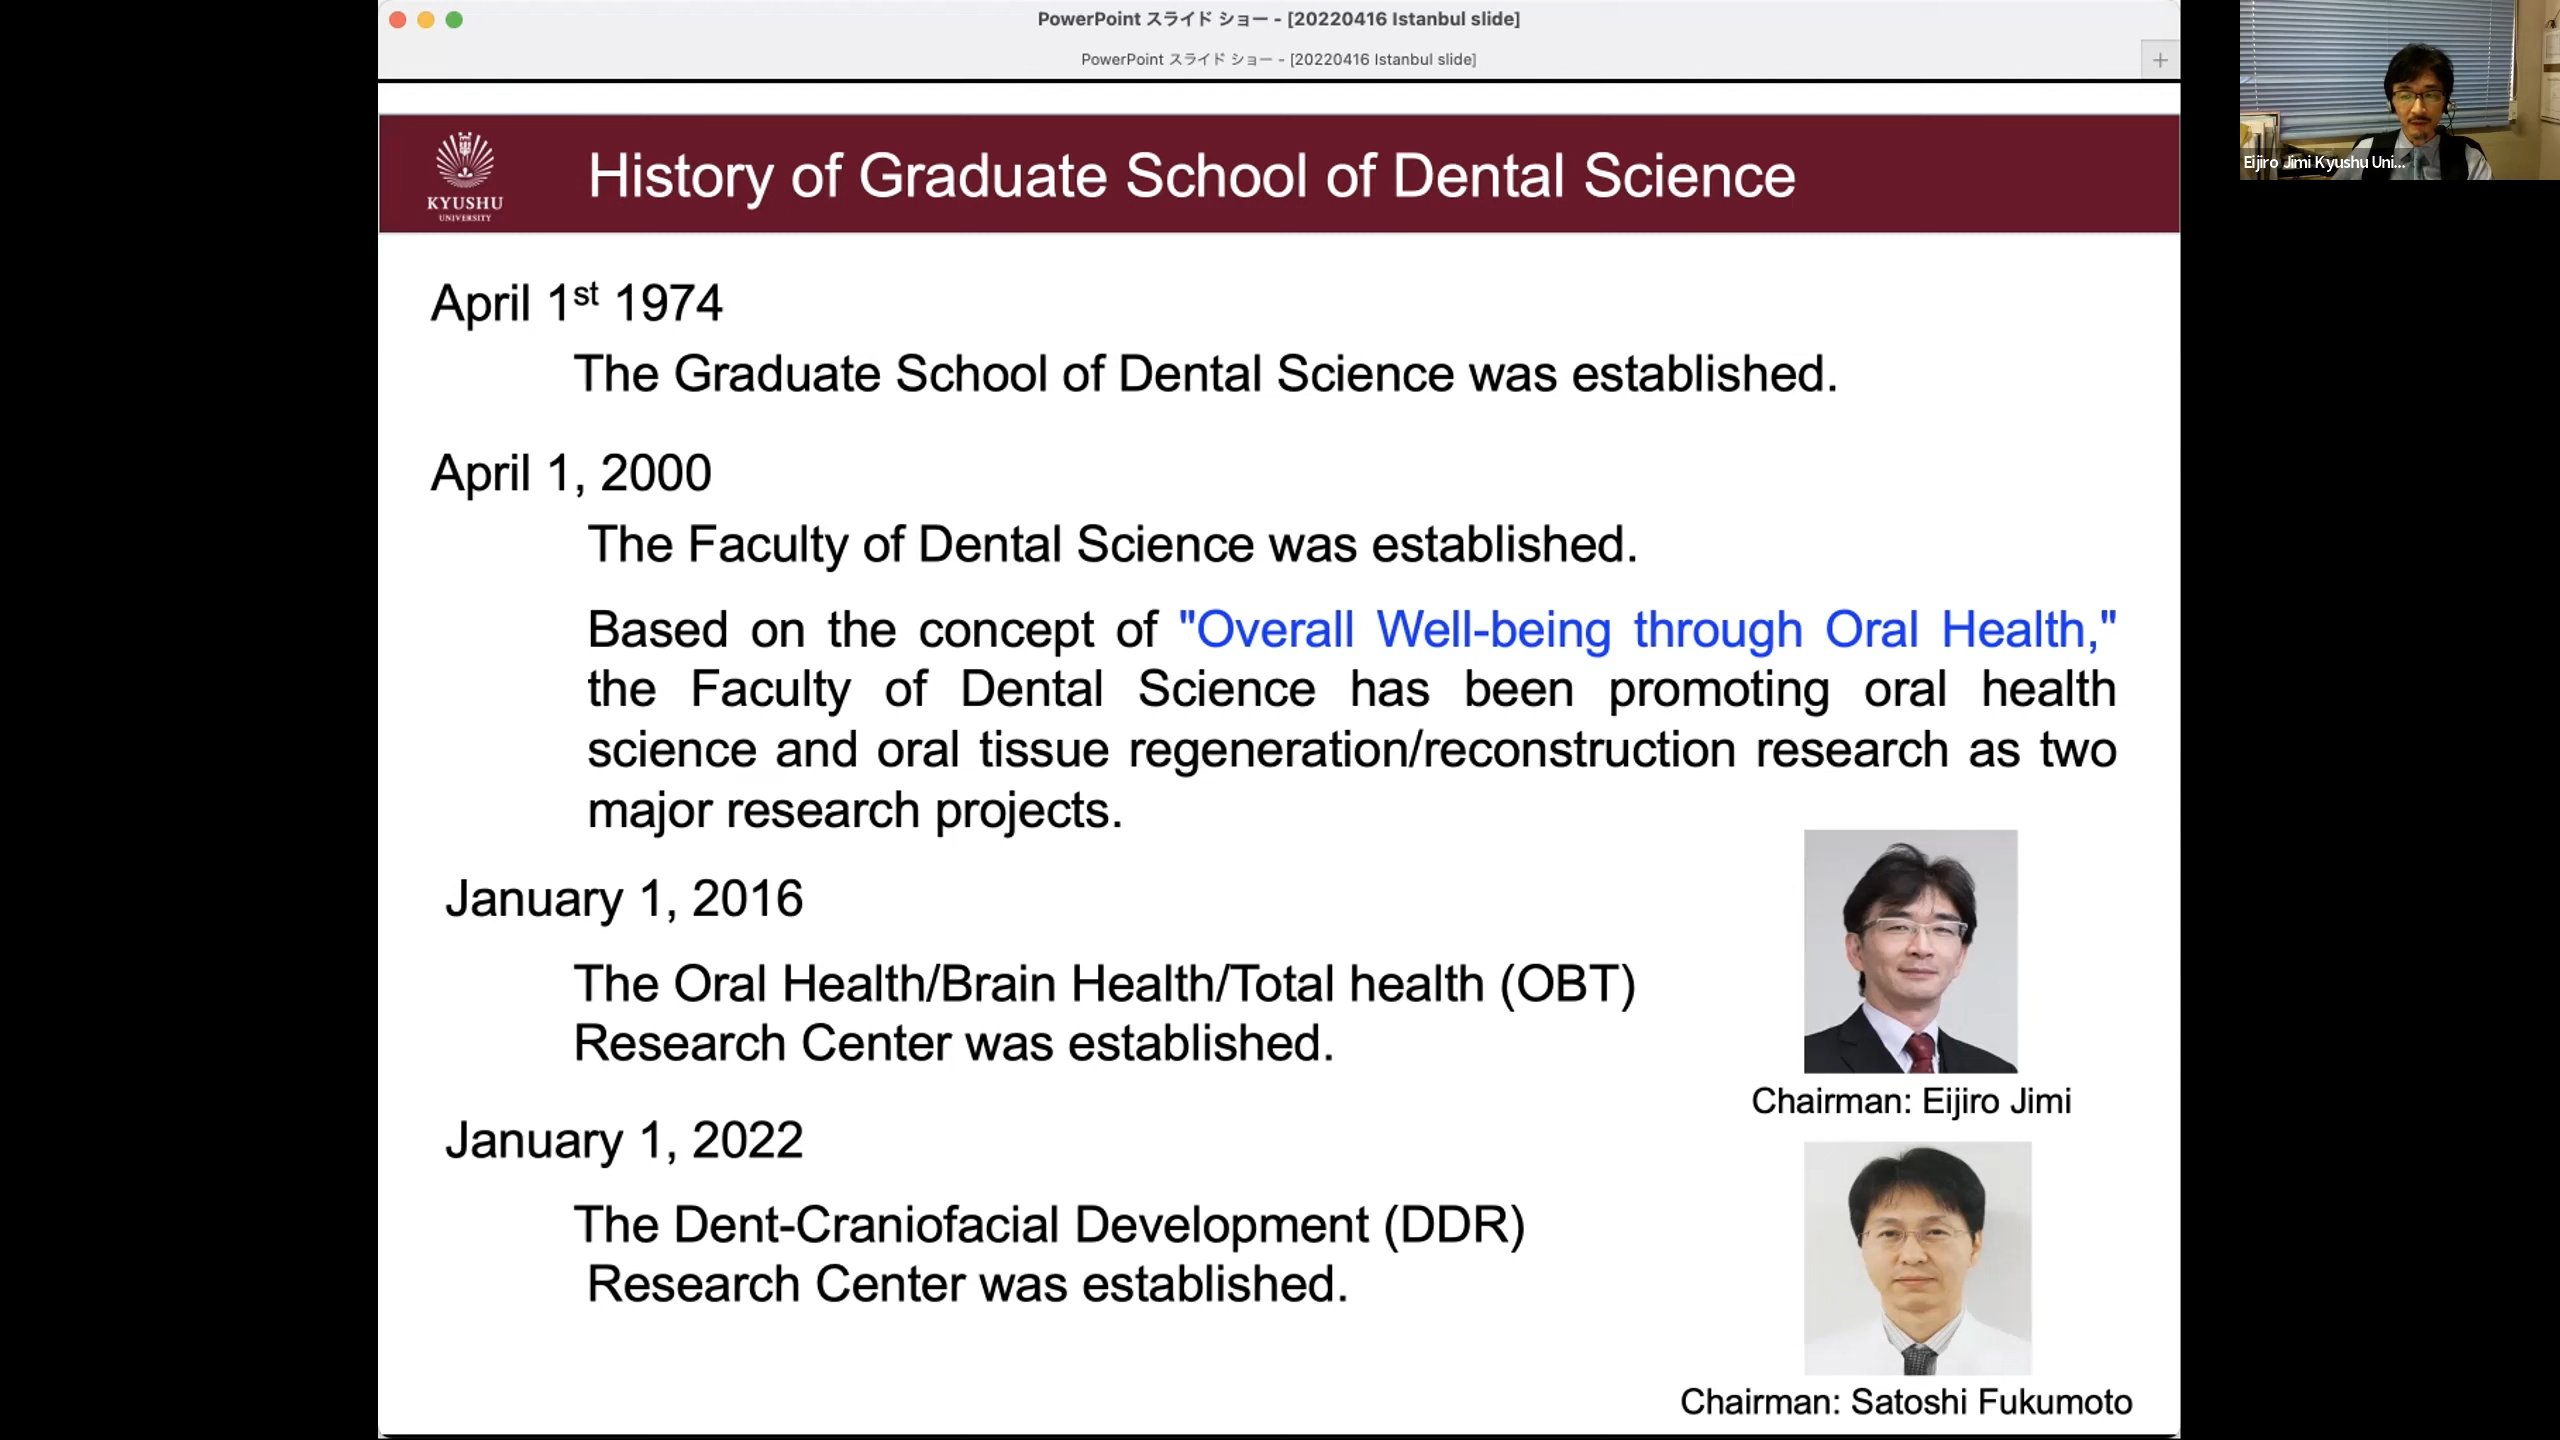 PowerPoint スライド ショー - [20220416 Istanbul slide]
PowerPoint スライド ショー - [20220416 Istanbul slide]
+
Eijiro Jimi Kyushu Uni...
KYUSHU
UNIVERSITY
History of Graduate School of Dental Science
April 1st 1974
The Graduate School of Dental Science was established.
April 1, 2000
The Faculty of Dental Science was established.
Based on the concept of "Overall Well-being through Oral Health,"
the Faculty of Dental Science has been promoting oral health
science and oral tissue regeneration/reconstruction research as two
major research projects.
January 1, 2016
The Oral Health/Brain Health/Total health (OBT)
Research Center was established.
Chairman: Eijiro Jimi
January 1, 2022
The Dent-Craniofacial Development (DDR)
Research Center was established.
Chairman: Satoshi Fukumoto